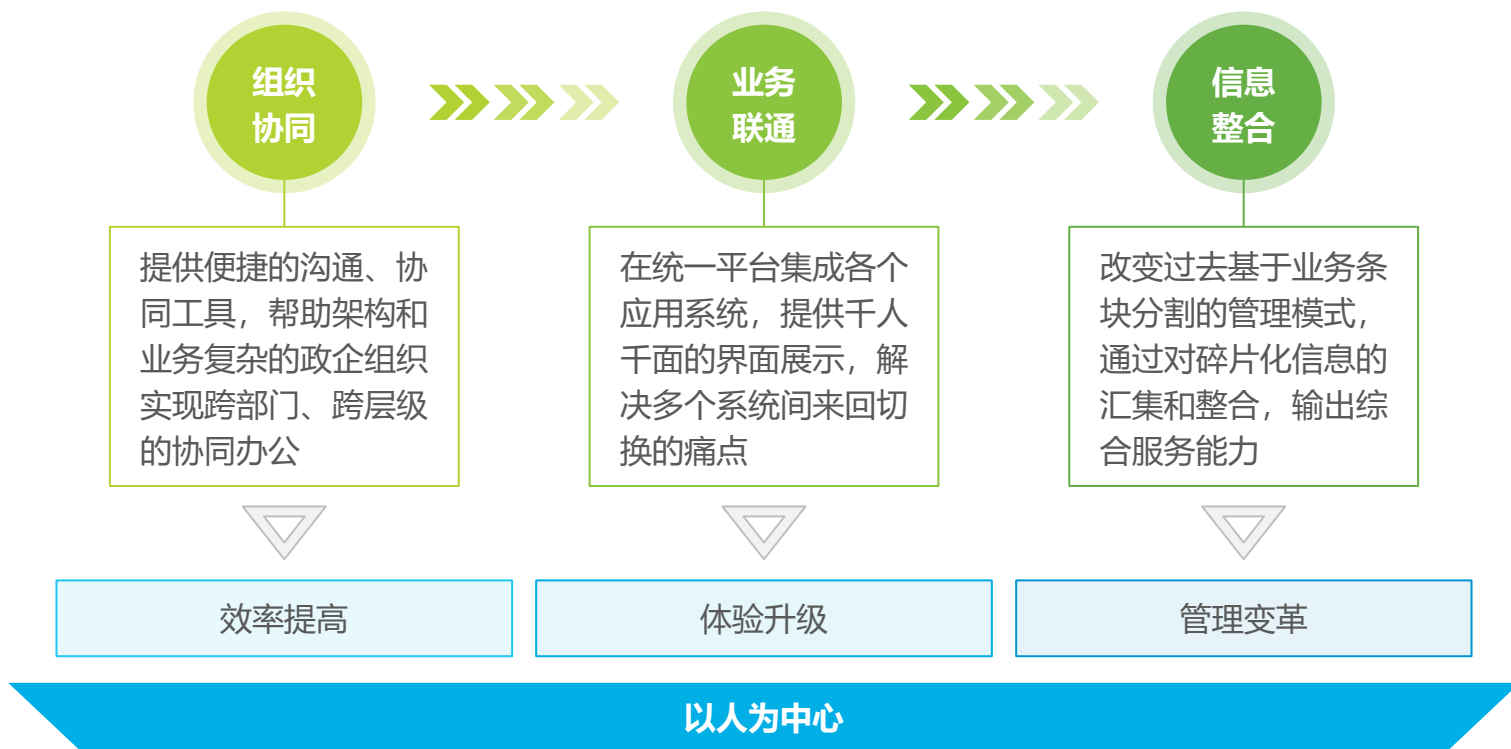 组织
协同
业务
联通
信息
整合
提供便捷的沟通、协
同工具，帮助架构和
业务复杂的政企组织
实现跨部门、跨层级
的协同办公
在统一平台集成各个
应用系统，提供千人
千面的界面展示，解
决多个系统间来回切
换的痛点
改变过去基于业务条
块分割的管理模式，
通过对碎片化信息的
汇集和整合，输出综
合服务能力
效率提高
体验升级
管理变革
以人为中心